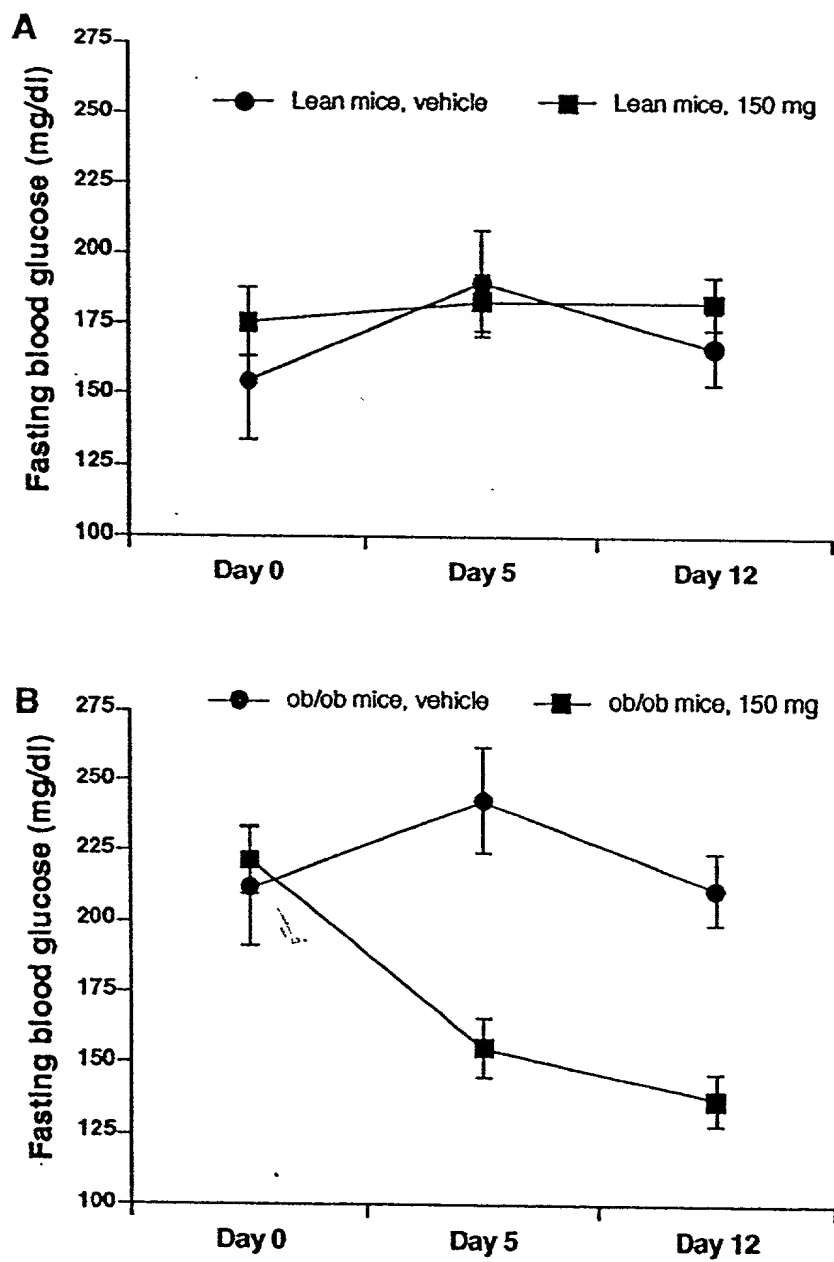 A
Fasting blood glucose (mg/dl)
275
250
225
200
175
150
125
100
Lean mice, vehicle
Lean mice, 150 mg
Day 0
Day 5
Day 12
B
Fasting blood glucose (mg/dl)
275
250
225
200
175
150
125
100
ob/ob mice, vehicle
ob/ob mice, 150 mg
Day 0
Day 5
Day 12